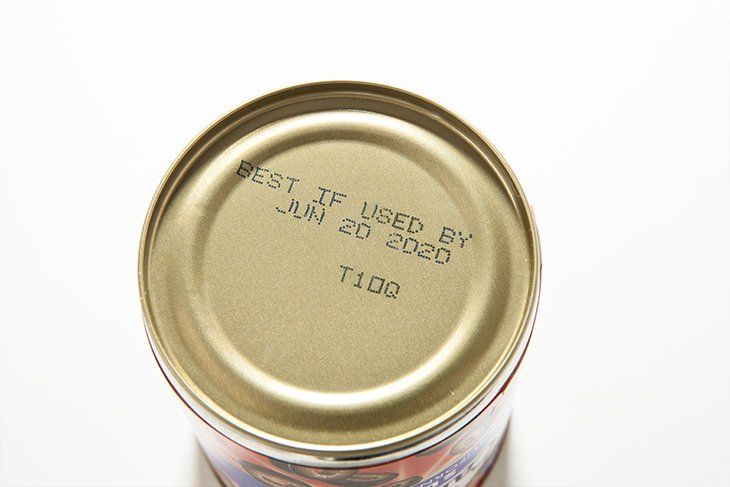 BEST IF USED BY
JUN 20 2020
T10Q